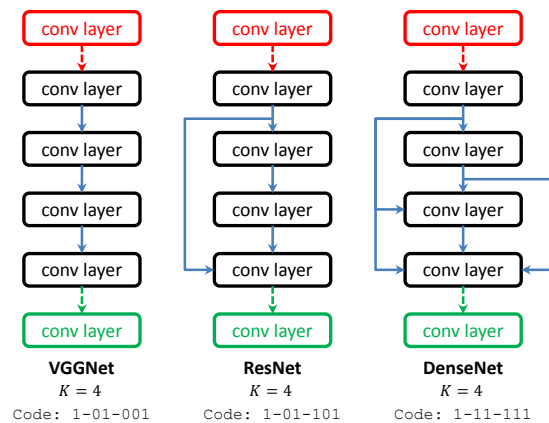 conv layer conv layer conv layer
conv layer conv layer conv layer
conv layer conv layer conv layer
conv layer conv layer conv layer
conv layer conv layer conv layer
conv layer conv layer conv layer
VGGNet ResNet DenseNet
K = 4 K = 4 K = 4
Code: 1-01-001 Code: 1-01-101 Code: 1-11-111